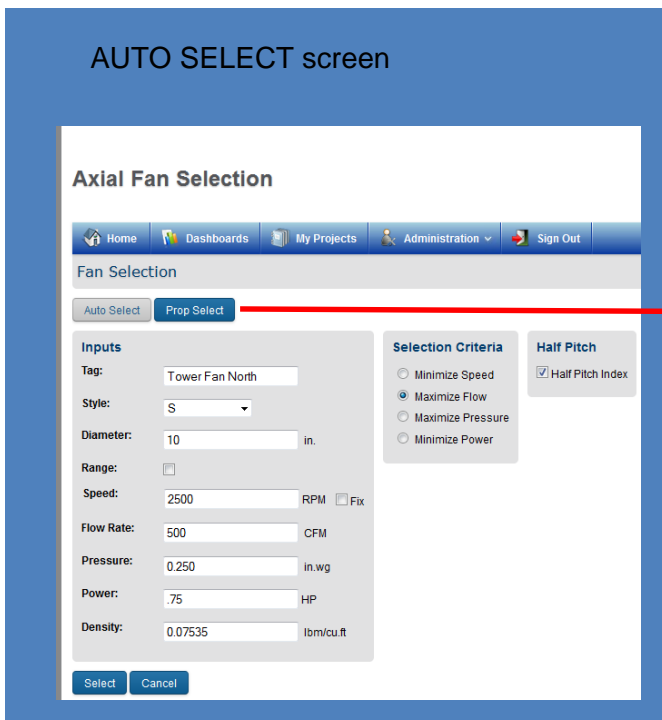 AUTO SELECT screen
Axial Fan Selection
Home Dashboards My Projects Administration Sign Out
Fan Selection
Auto Select Prop Select
Inputs
Tag: Tower Fan North
Style: S
Diameter: 10 in.
Range:
Speed: 2500 RPM Fix
Flow Rate: 500 CFM
Pressure: 0.250 in.wg
Power: .75 HP
Density: 0.07535 lbm/cu.ft
Selection Criteria
Minimize Speed
Maximize Flow
Maximize Pressure
Minimize Power
Half Pitch
Half Pitch Index
Select Cancel